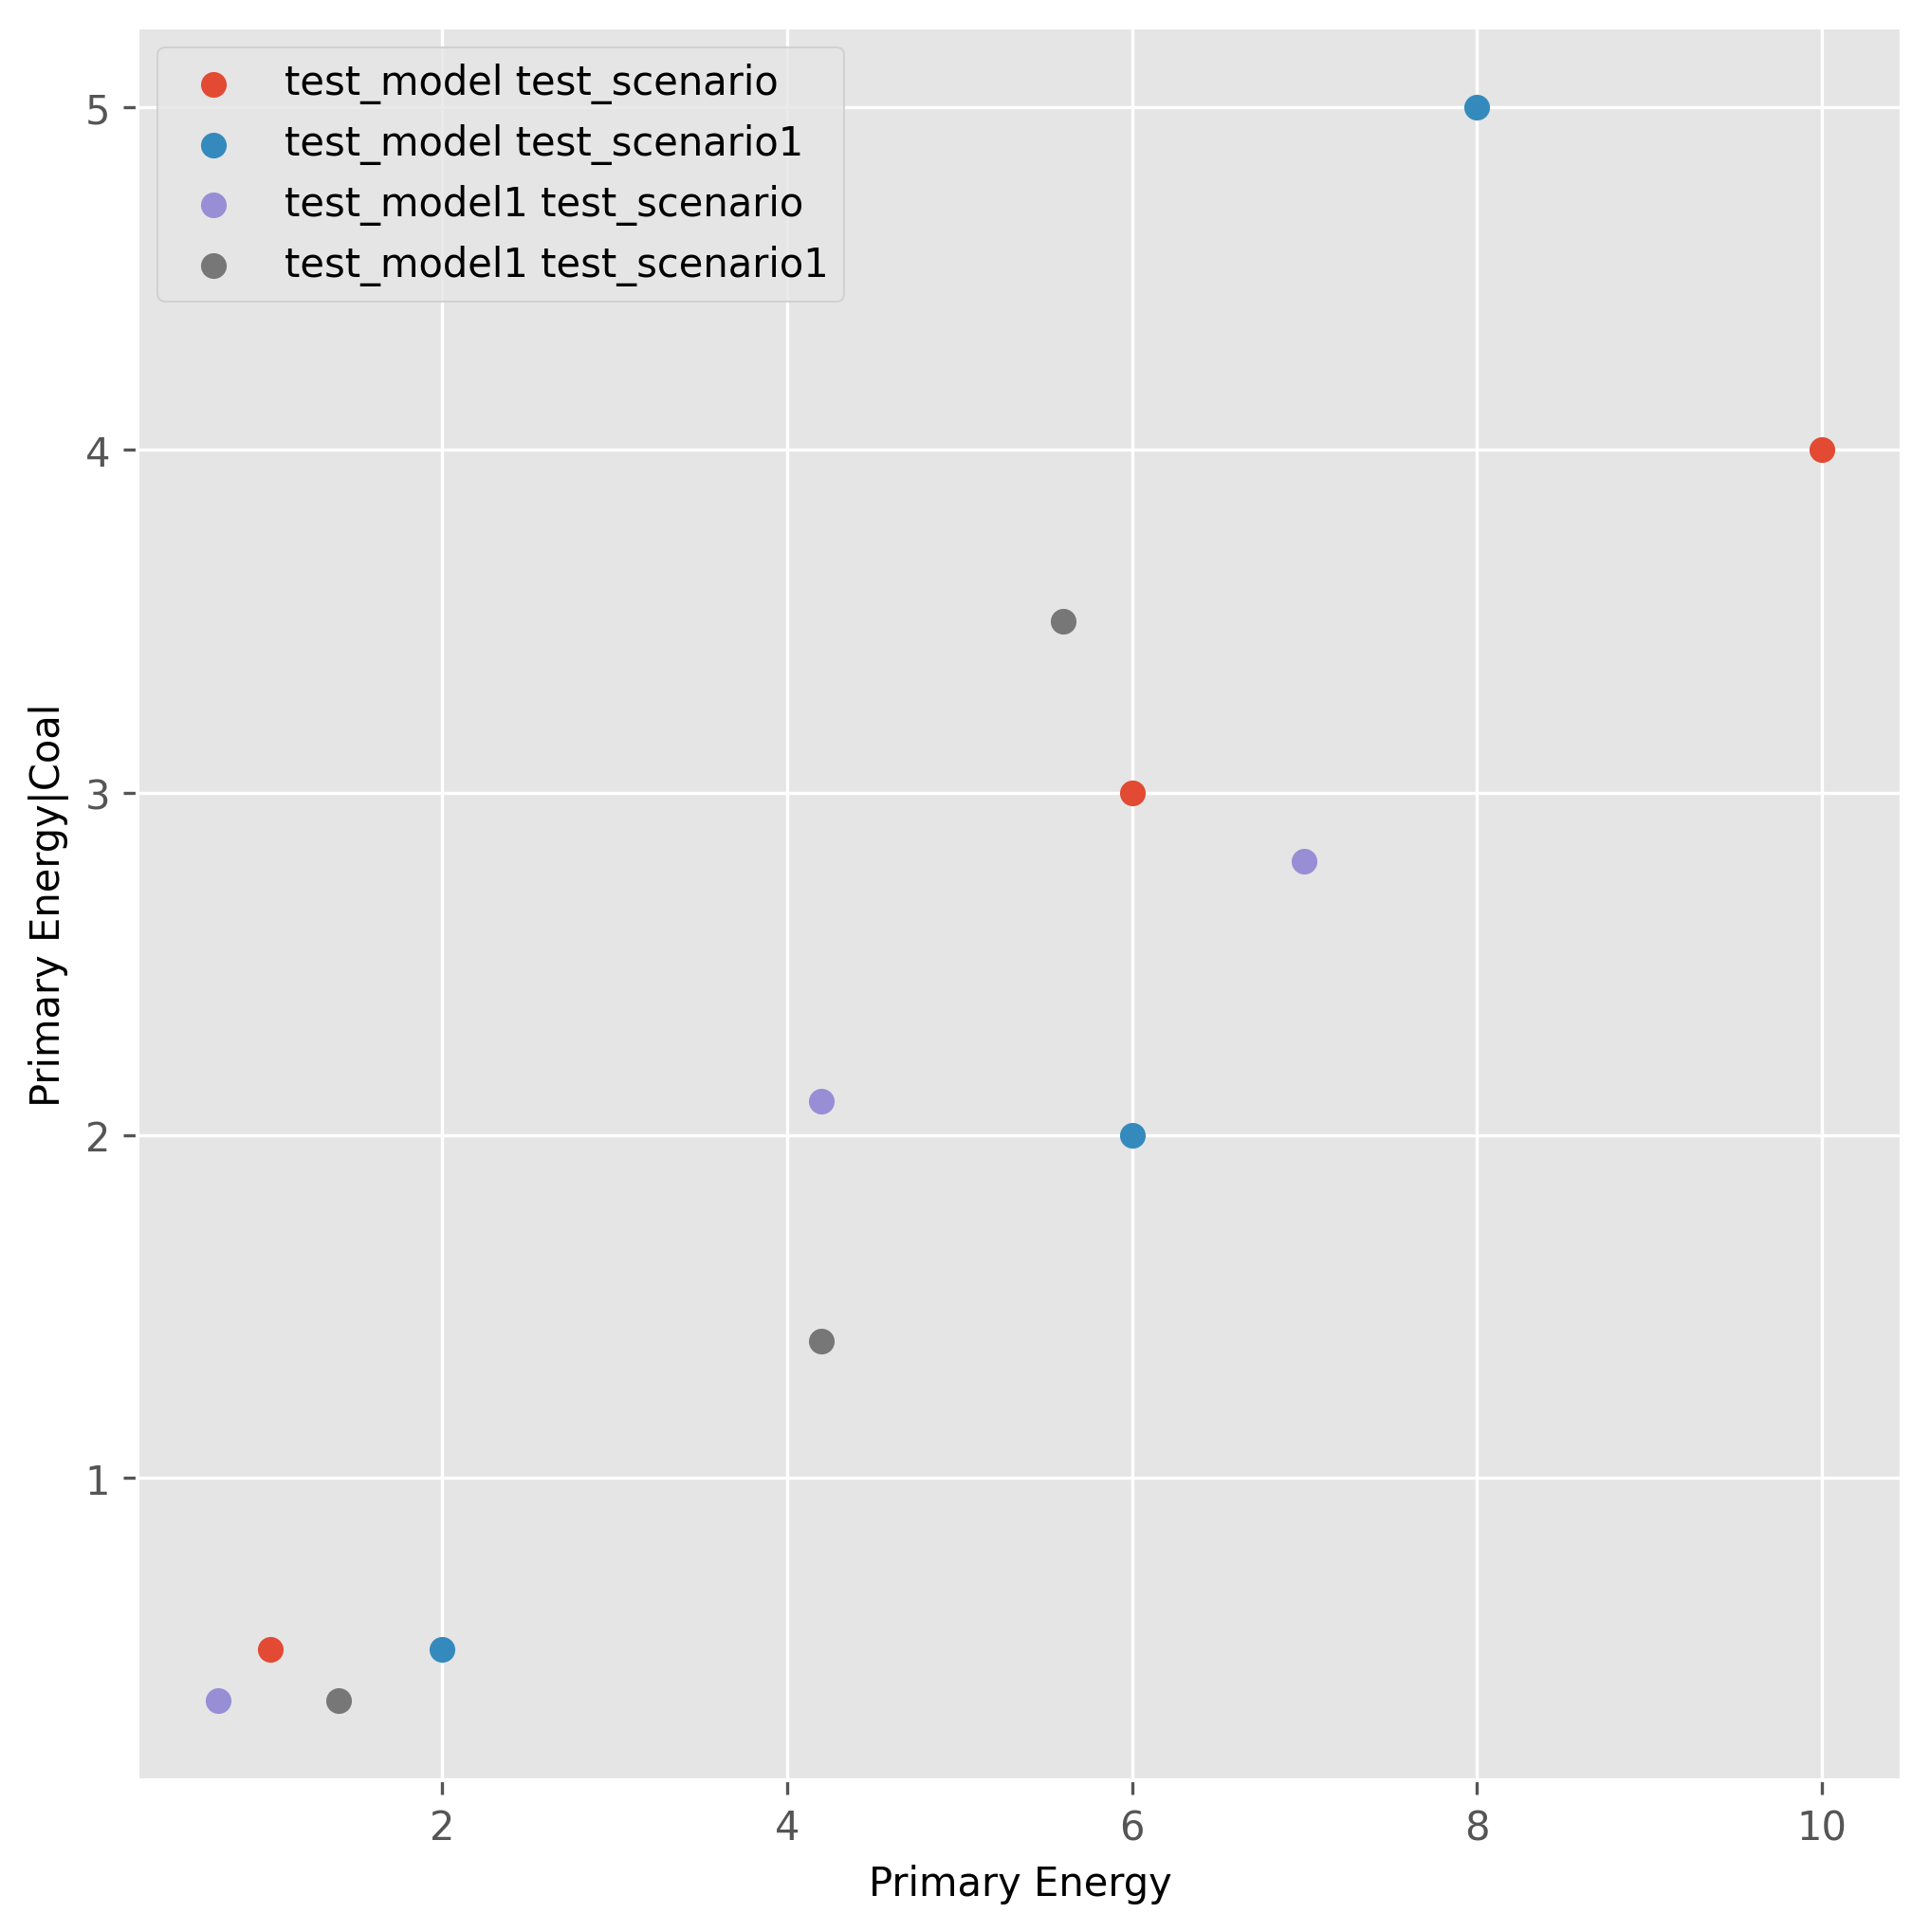 test_model test_scenario
test_model test_scenario1
test_model1 test_scenario
test_model1 test_scenario1
5
4
3
2
1
Primary Energy|Coal
2 4 6 8 10
Primary Energy